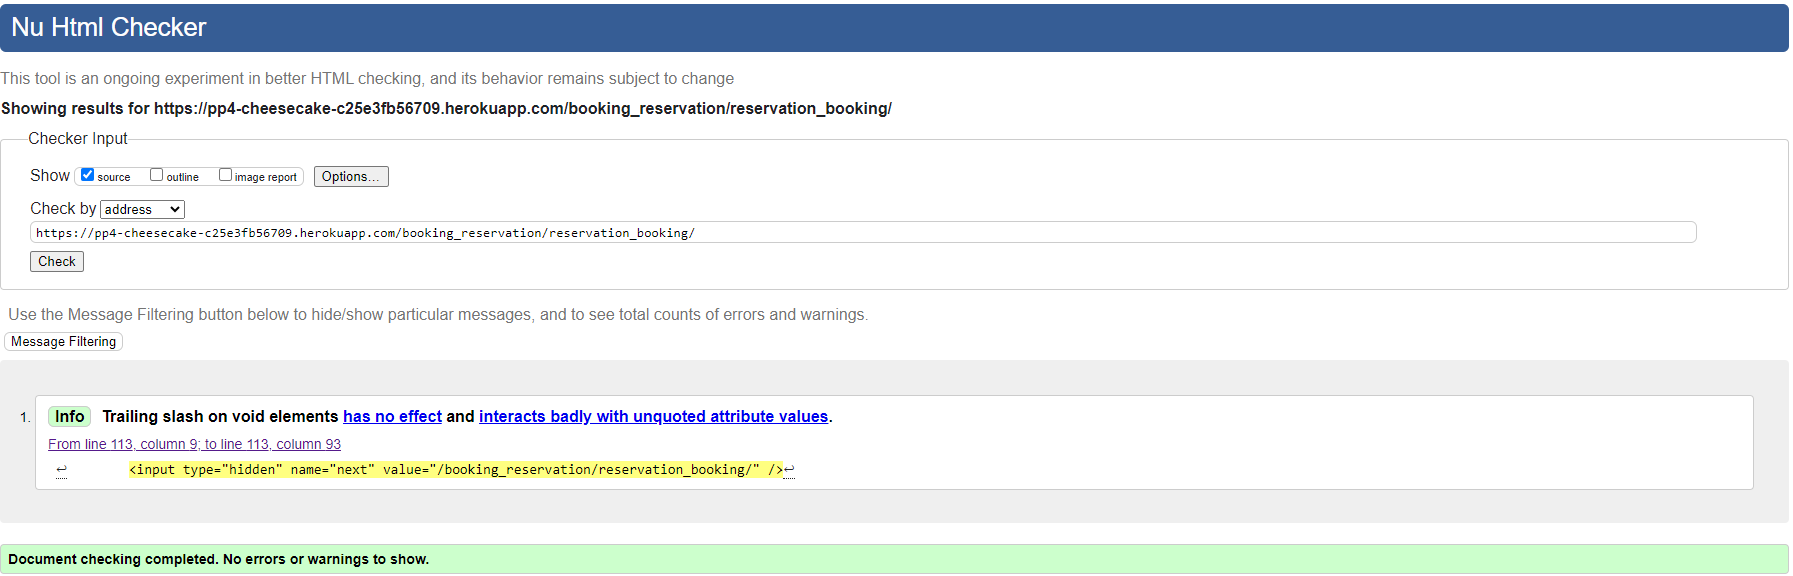 Nu Html Checker
This tool is an ongoing experiment in better HTML checking, and its behavior remains subject to change
Showing results for https://pp4-cheesecake-c25e3fb56709.herokuapp.com/booking_reservation/reservation_booking/
Checker Input
Show source outline image report Options...
Check by address
https://pp4-cheesecake-c25e3fb56709.herokuapp.com/booking_reservation/reservation_booking/
Check
Use the Message Filtering button below to hide/show particular messages, and to see total counts of errors and warnings.
Message Filtering
1. Info Trailing slash on void elements has no effect and interacts badly with unquoted attribute values.
From line 113, column 9; to line 113, column 93
↩ <input type="hidden" name="next" value="/booking_reservation/reservation_booking/" />↩
Document checking completed. No errors or warnings to show.